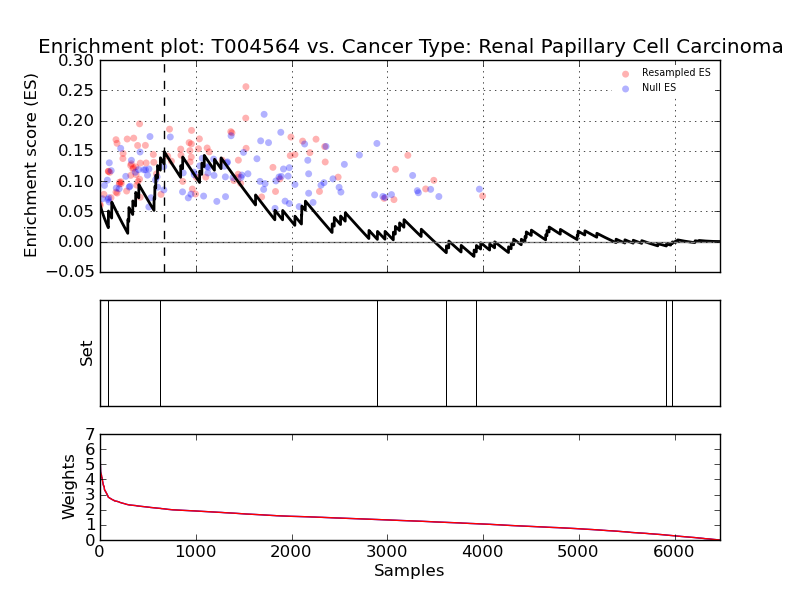 Enrichment plot: T004564 vs. Cancer Type: Renal Papillary Cell Carcinoma
Enrichment score (ES)
0.30
0.25
0.20
0.15
0.10
0.05
0.00
−0.05
Resampled ES
Null ES
Set
Weights
7
6
5
4
3
2
1
0
0 1000 2000 3000 4000 5000 6000
Samples